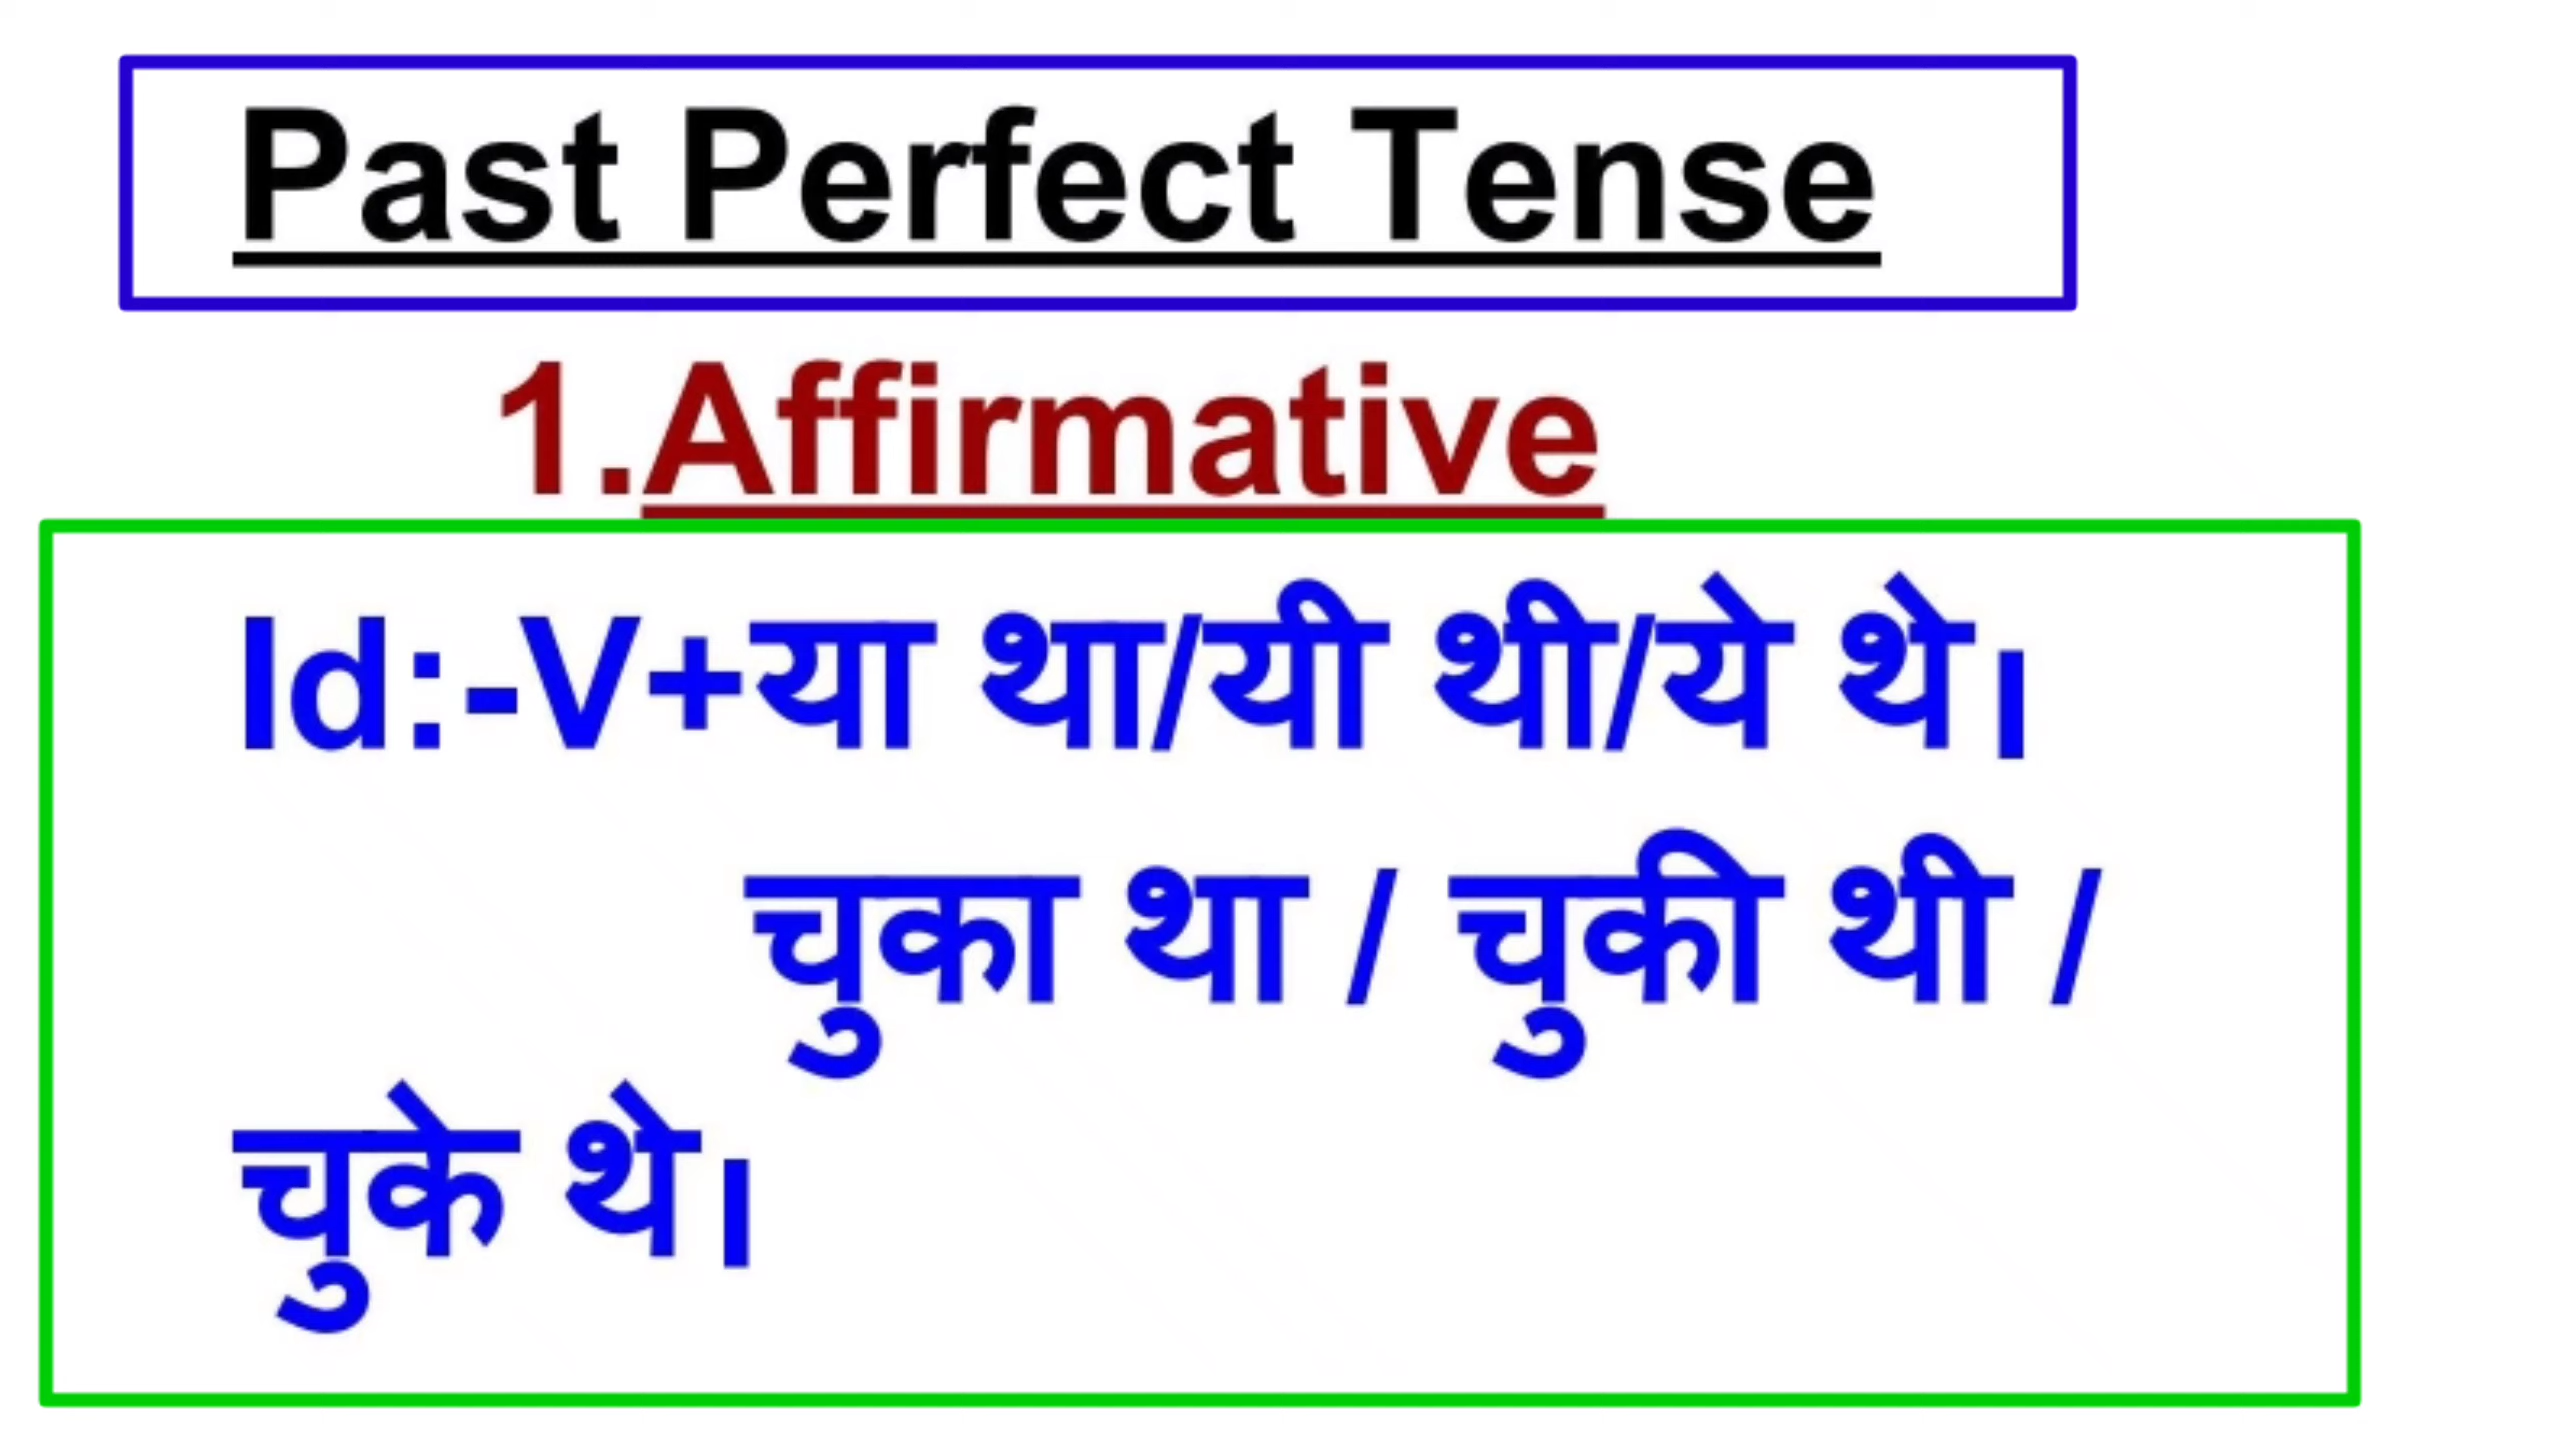 Past Perfect Tense
1.Affirmative
Id:-V+या था/यी थी/ये थे।
चुका था / चुकी थी /
चुके थे।